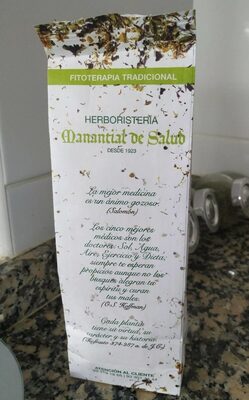 FITOTERAPIA TRADICIONAL
HERBORISTERÍA
Manantial de Salud
DESDE 1923
La mejor medicina
es un ánimo gozoso.
(Salomón)
Los cinco mejores
médicos son los
doctores: Sol, Agua,
Aire, Ejercicio y Dieta;
siempre te esperan
propicios aunque no los
busques alegran tu
espíritu y curan
tus males.
(O.S. Hoffman)
Cada planta
tiene su virtud, su
carácter y su historia.
ATENCIÓN AL CLIENTE